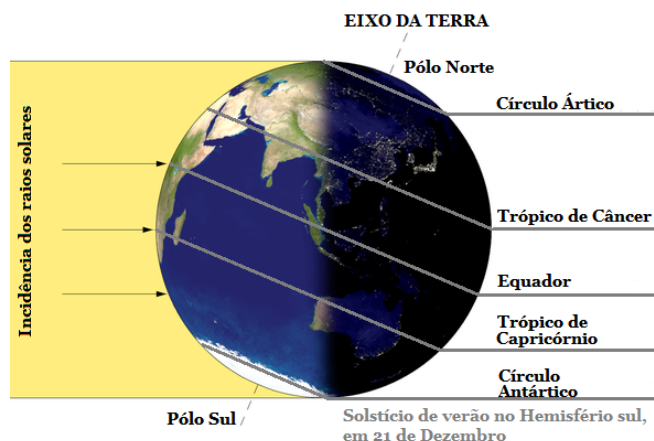 EIXO DA TERRA
Pólo Norte
Círculo Ártico
Incidência dos raios solares
Trópico de Câncer
Equador
Trópico de
Capricórnio
Círculo
Antártico
Pólo Sul
Solstício de verão no Hemisfério sul,
em 21 de Dezembro